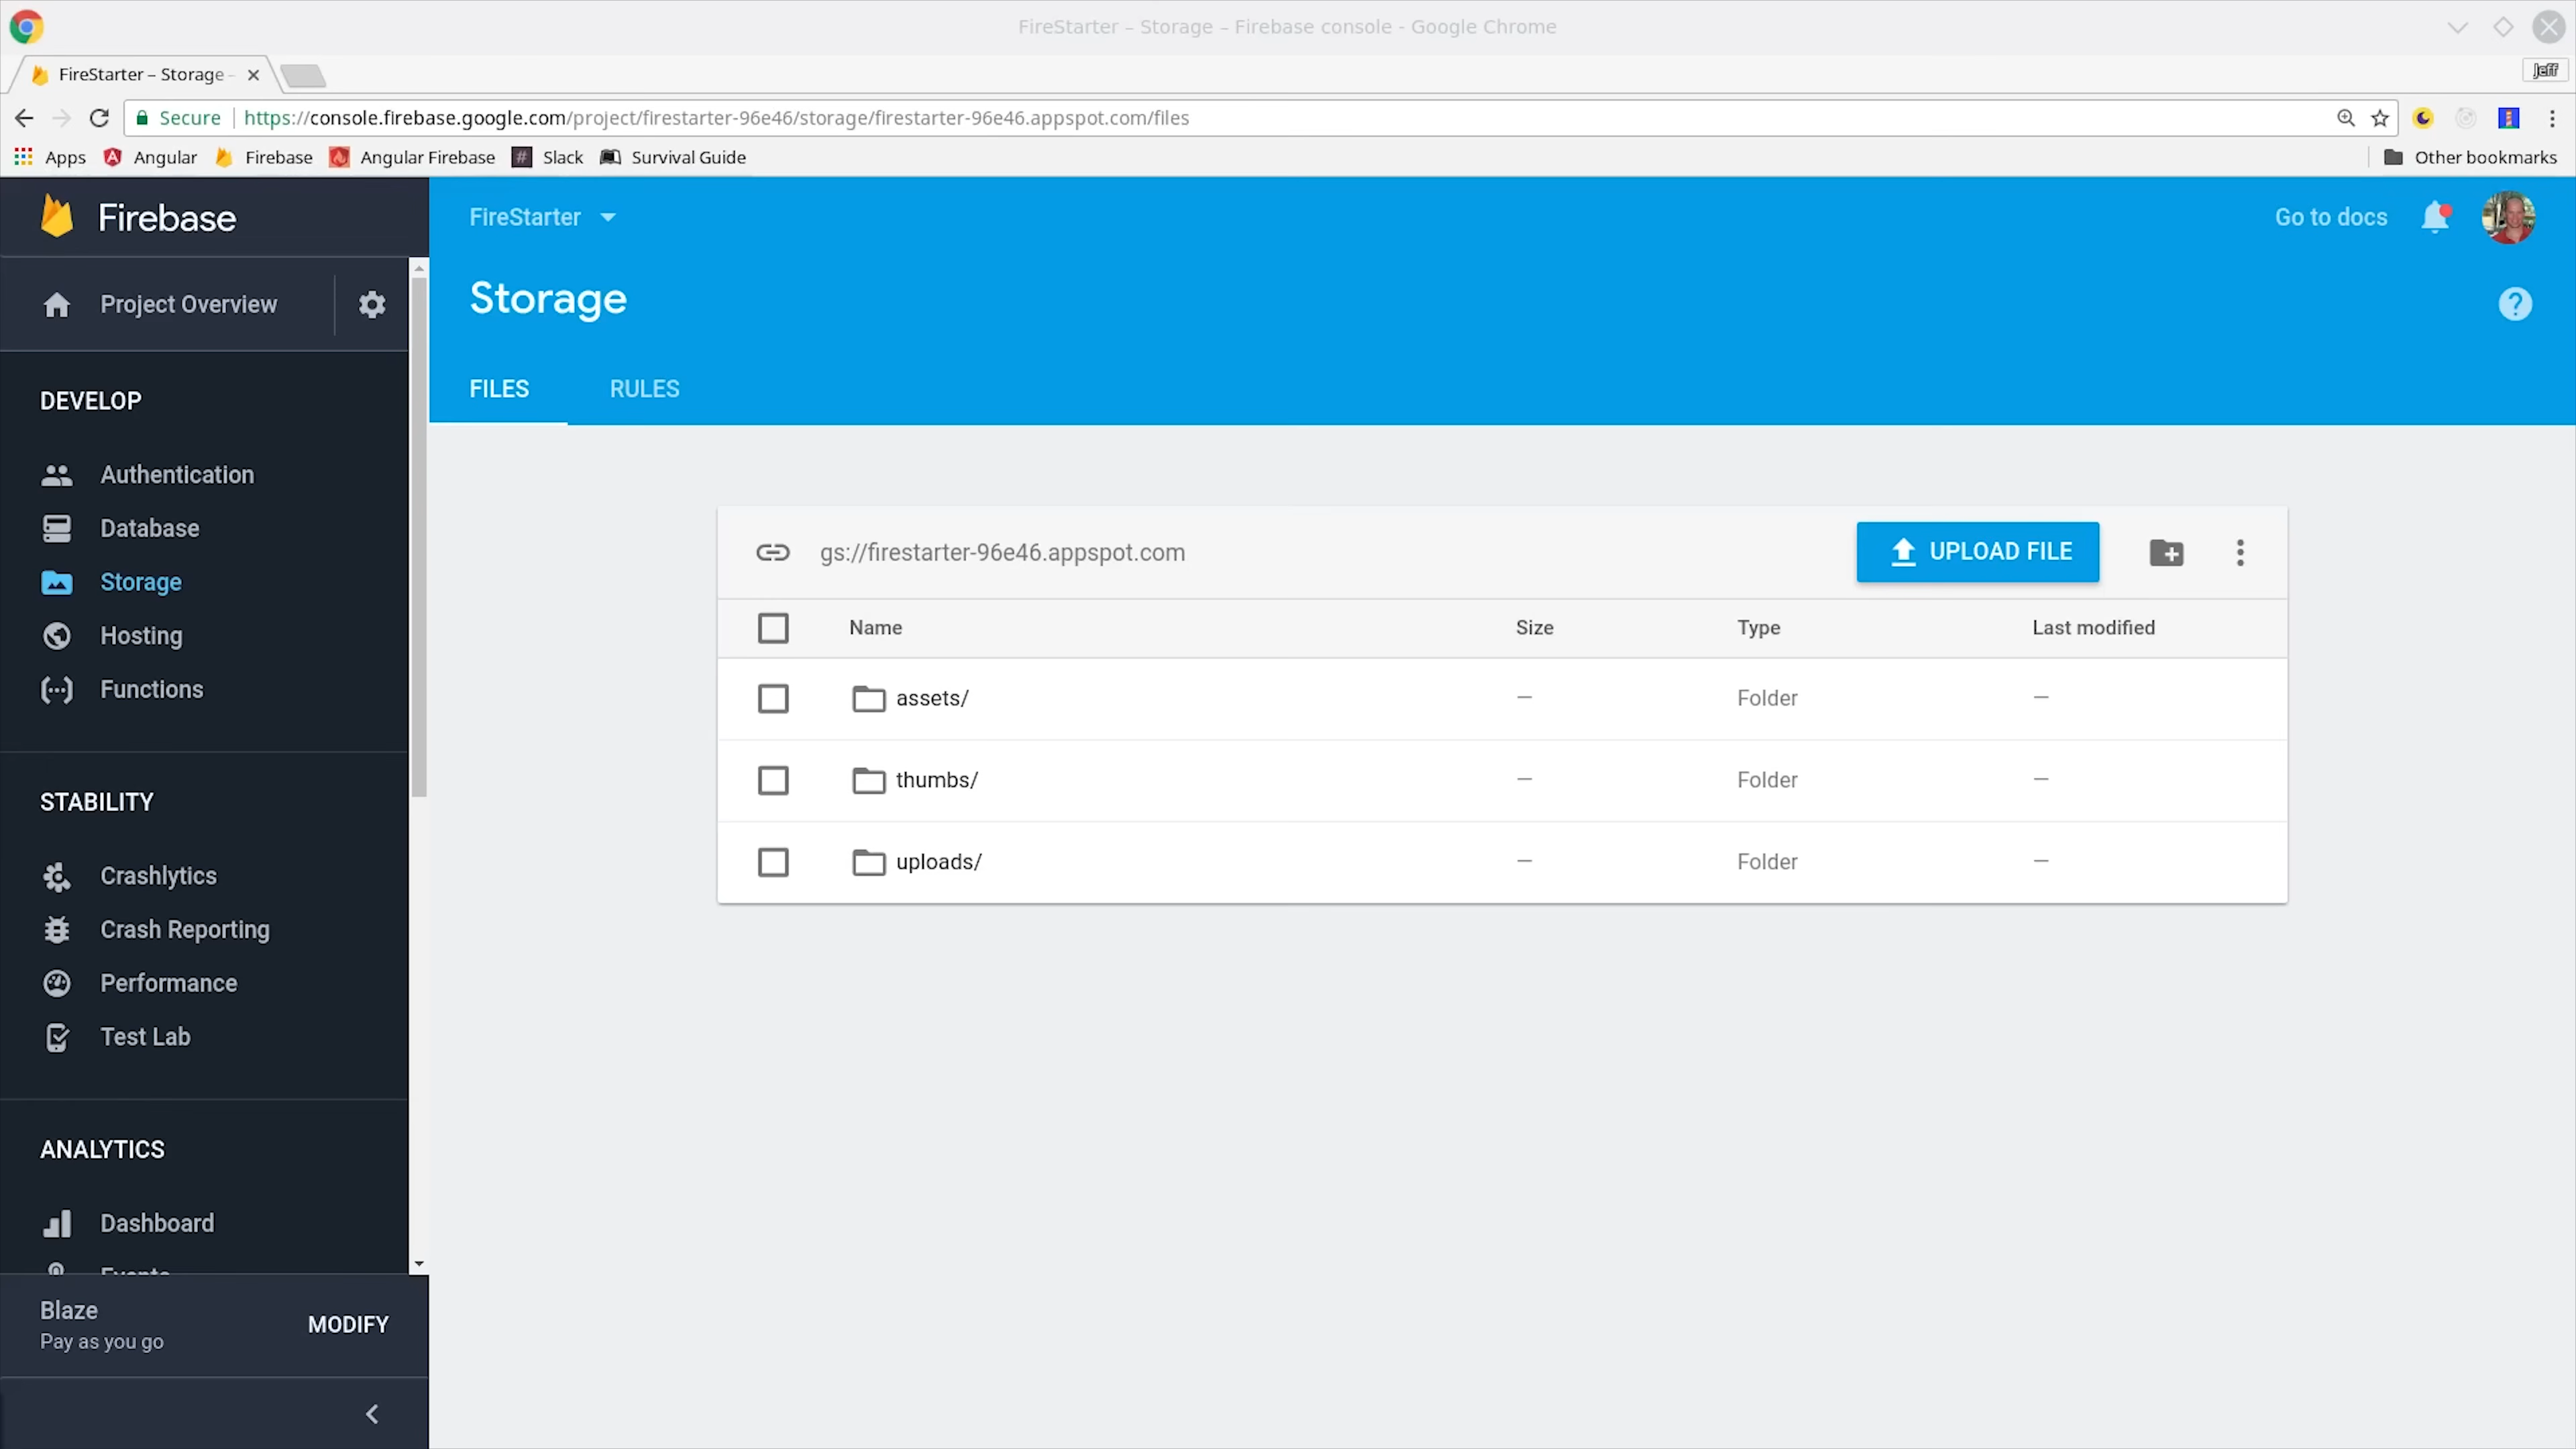 FireStarter – Storage – Firebase console - Google Chrome
FireStarter – Storage –
Jeff
Secure
https://console.firebase.google.com/project/firestarter-96e46/storage/firestarter-96e46.appspot.com/files
Apps Angular Firebase Angular Firebase # Slack Survival Guide Other bookmarks
Firebase
FireStarter
Go to docs
Project Overview
Storage
?
FILES RULES
DEVELOP
Authentication
Database
Storage
Hosting
Functions
STABILITY
Crashlytics
Crash Reporting
Performance
Test Lab
ANALYTICS
Dashboard
Events
Blaze
Pay as you go
MODIFY
gs://firestarter-96e46.appspot.com
UPLOAD FILE
Name Size Type Last modified
assets/ — Folder —
thumbs/ — Folder —
uploads/ — Folder —